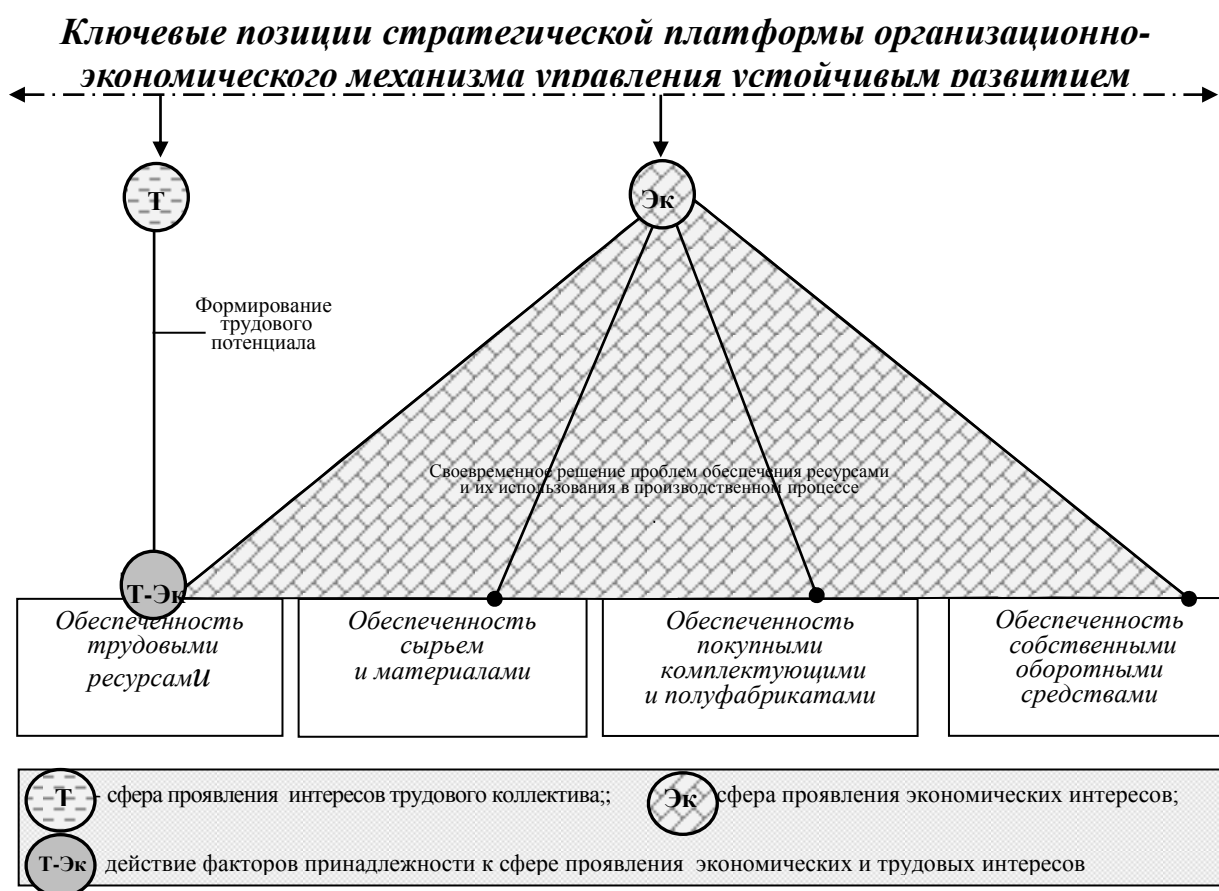 Ключевые позиции стратегической платформы организационно-
экономического механизма управления устойчивым развитием
Т
Эк
Формирование
трудового
потенциала
Своевременное решение проблем обеспечения ресурсами
и их использования в производственном процессе
.
Т-Эк
Обеспеченность
трудовыми
ресурсами
Обеспеченность
сырьем
и материалами
Обеспеченность
покупными
комплектующими
и полуфабрикатами
Обеспеченность
собственными
оборотными
средствами
Т - сфера проявления интересов трудового коллектива;;
Эк сфера проявления экономических интересов;
Т-Эк действие факторов принадлежности к сфере проявления экономических и трудовых интересов